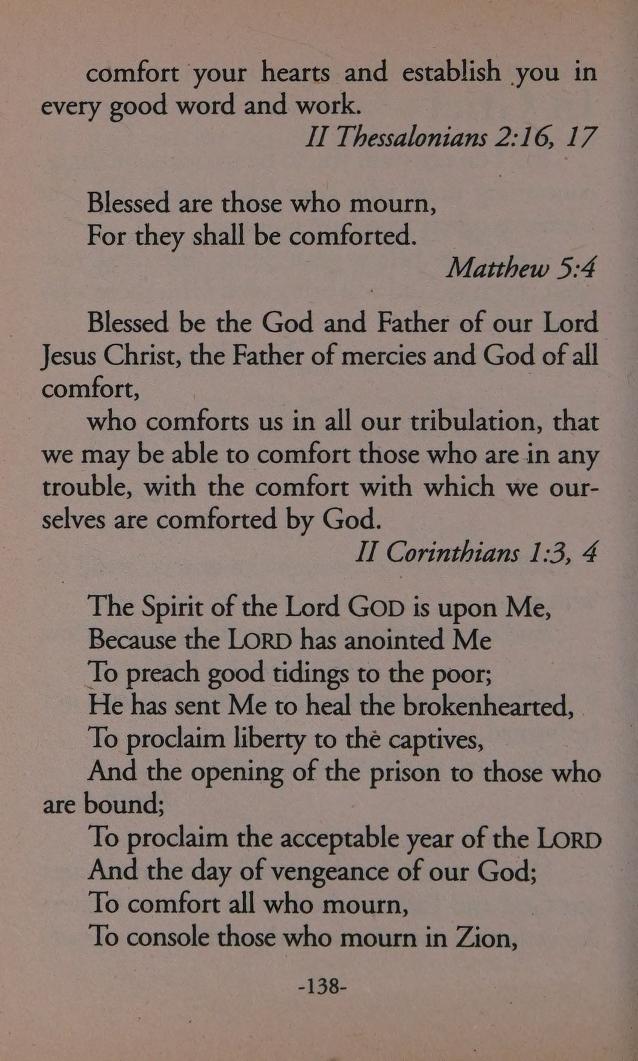 comfort your hearts and establish you in
every good word and work.
II Thessalonians 2:16, 17
Blessed are those who mourn,
For they shall be comforted.
Matthew 5:4
Blessed be the God and Father of our Lord
Jesus Christ, the Father of mercies and God of all
comfort,
who comforts us in all our tribulation, that
we may be able to comfort those who are in any
trouble, with the comfort with which we our-
selves are comforted by God.
II Corinthians 1:3, 4
The Spirit of the Lord GOD is upon Me,
Because the LORD has anointed Me
To preach good tidings to the poor;
He has sent Me to heal the brokenhearted,
To proclaim liberty to the captives,
And the opening of the prison to those who
are bound;
To proclaim the acceptable year of the LORD
And the day of vengeance of our God;
To comfort all who mourn,
To console those who mourn in Zion,
-138-